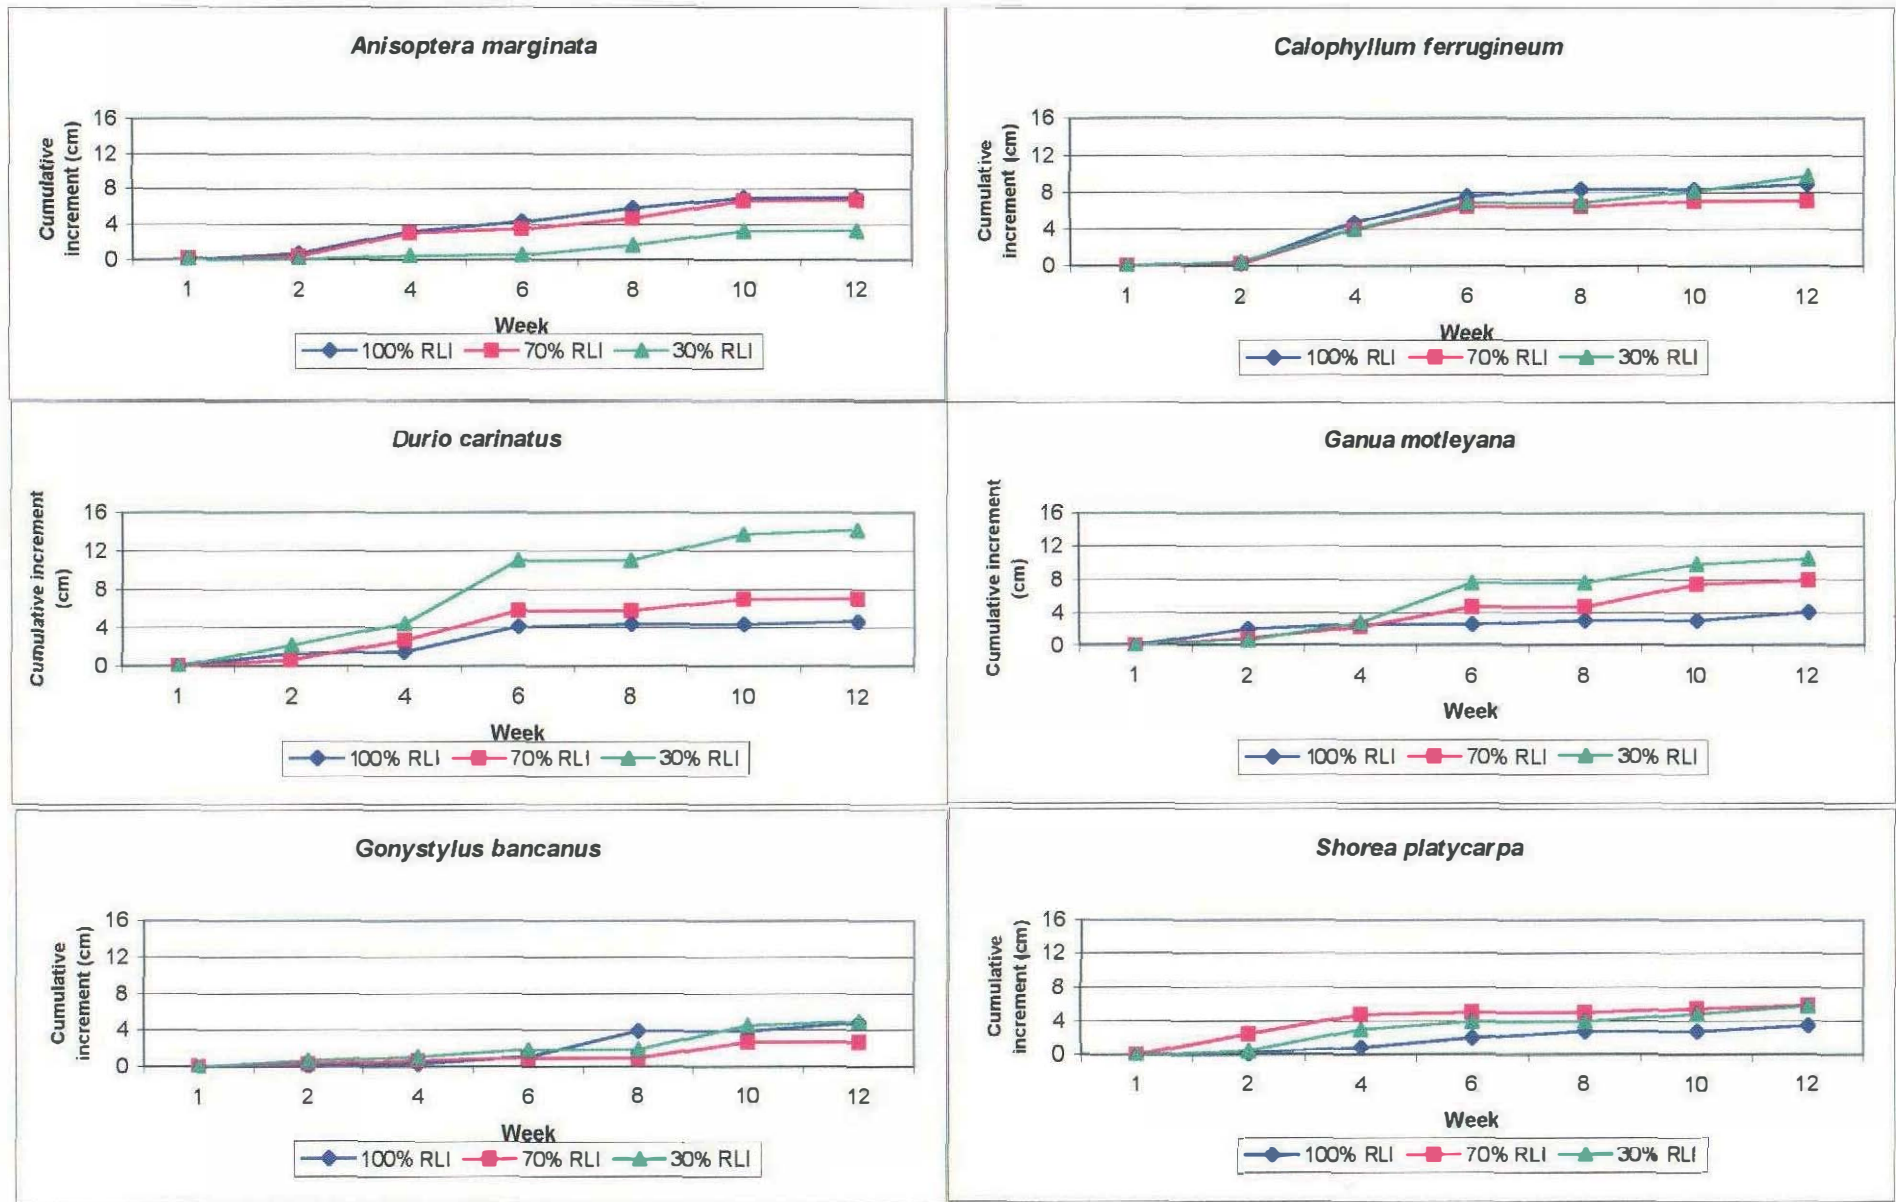 Anisoptera marginata
Cumulative
increment (cm)
16
12
8
4
0
1 2 4 6 8 10 12
Week
100% RLI 70% RLI 30% RLI
Calophyllum ferrugineum
Cumulative
increment (cm)
16
12
8
4
0
1 2 4 6 8 10 12
Week
100% RLI 70% RLI 30% RLI
Durio carinatus
Cumulative increment
(cm)
16
12
8
4
0
1 2 4 6 8 10 12
Week
100% RLI 70% RLI 30% RLI
Ganua motleyana
Cumulative increment
(cm)
16
12
8
4
0
1 2 4 6 8 10 12
Week
100% RLI 70% RLI 30% RLI
Gonystylus bancanus
Cumulative
increment (cm)
16
12
8
4
0
1 2 4 6 8 10 12
Week
100% RLI 70% RLI 30% RLI
Shorea platycarpa
Cumulative
increment (cm)
16
12
8
4
0
1 2 4 6 8 10 12
Week
100% RLI 70% RLI 30% RLI